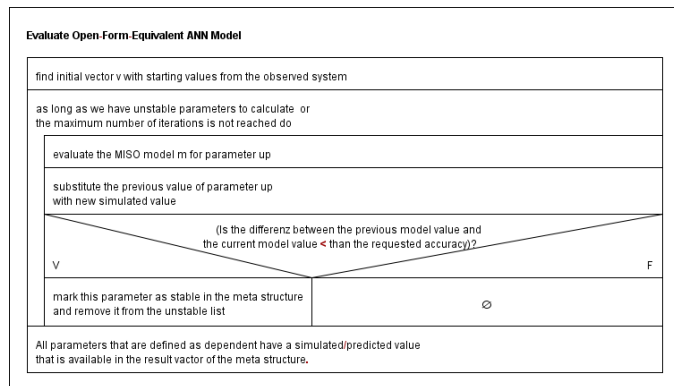 Evaluate Open-Form-Equivalent ANN Model
find initial vector v with starting values from the observed system
as long as we have unstable parameters to calculate or
the maximum number of iterations is not reached do
evaluate the MISO model m for parameter up
substitute the previous value of parameter up
with new simulated value
(Is the differenz between the previous model value and
the current model value < than the requested accuracy)?
V
F
mark this parameter as stable in the meta structure
and remove it from the unstable list
∅
All parameters that are defined as dependent have a simulated/predicted value
that is available in the result vactor of the meta structure.